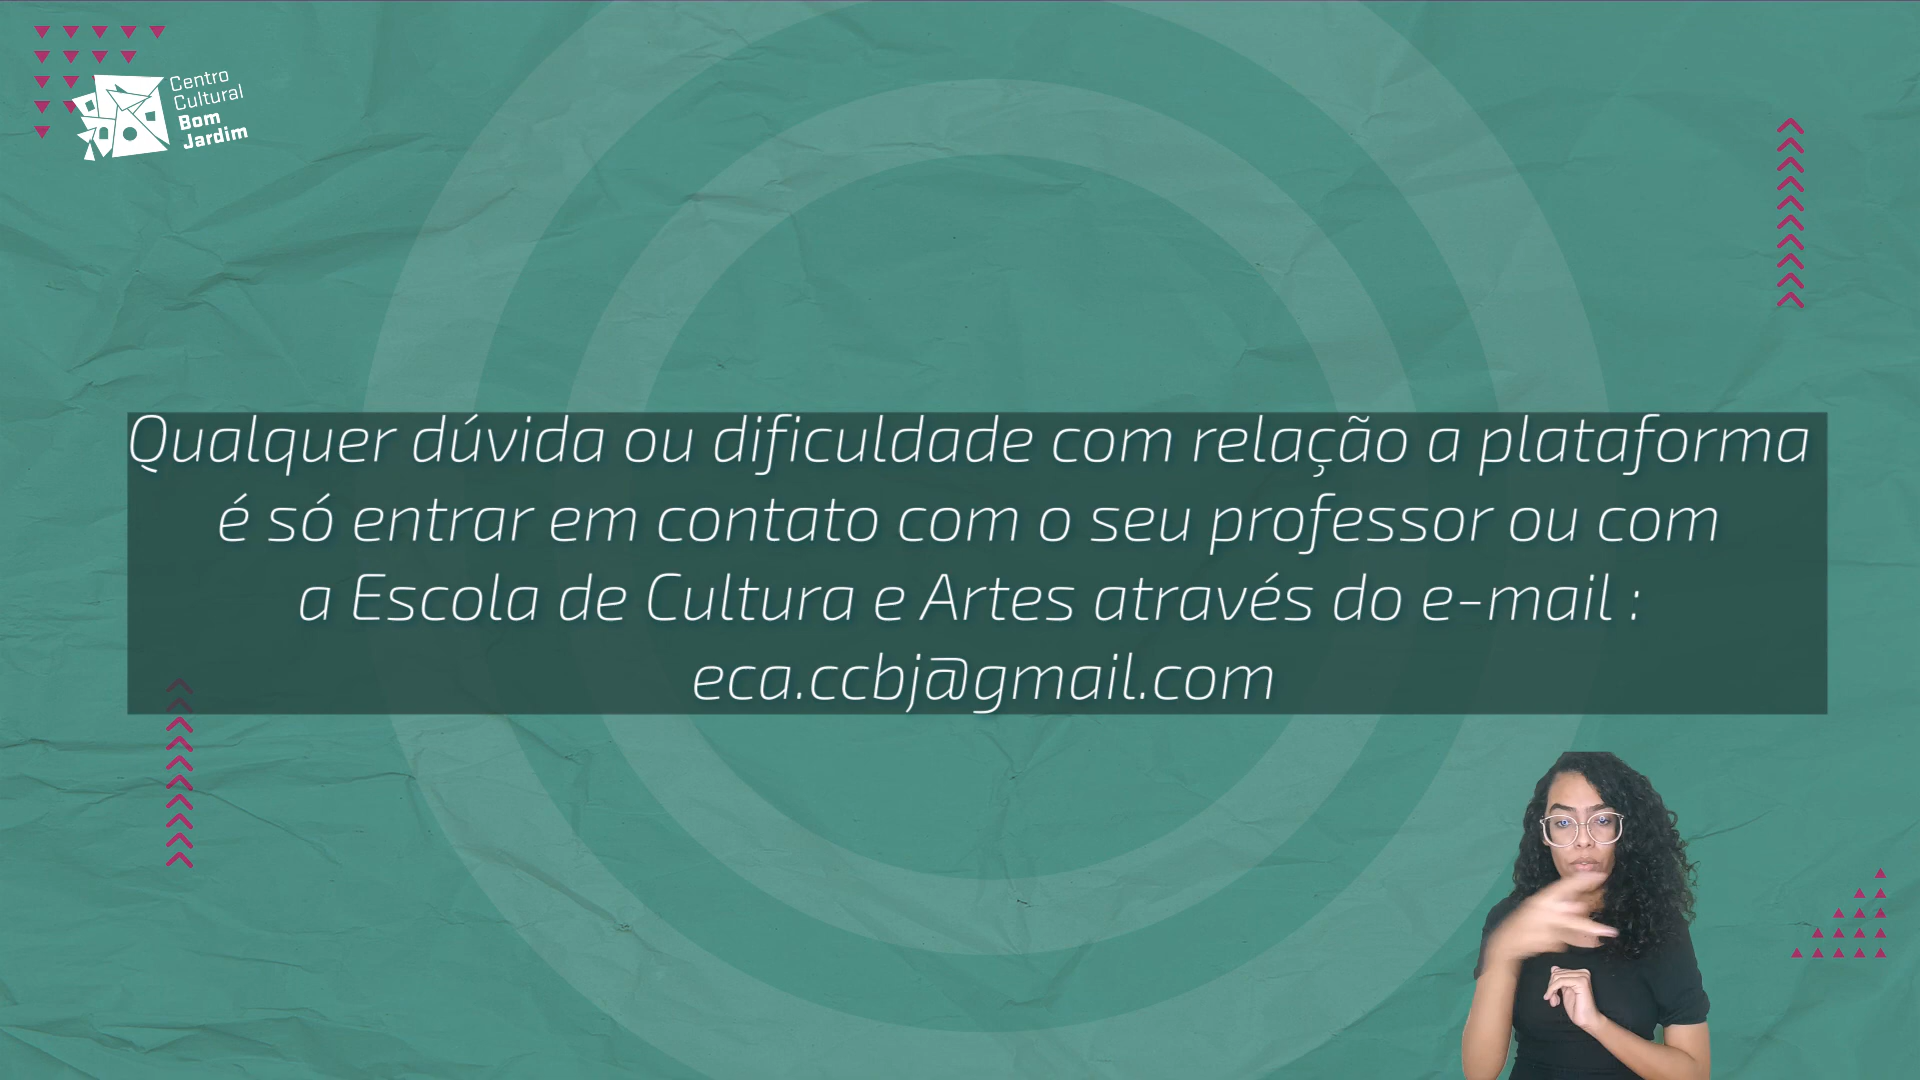 Centro
Cultural
Bom
Jardim
Qualquer dúvida ou dificuldade com relação a plataforma
é só entrar em contato com o seu professor ou com
a Escola de Cultura e Artes através do e-mail :
eca.ccbj@gmail.com